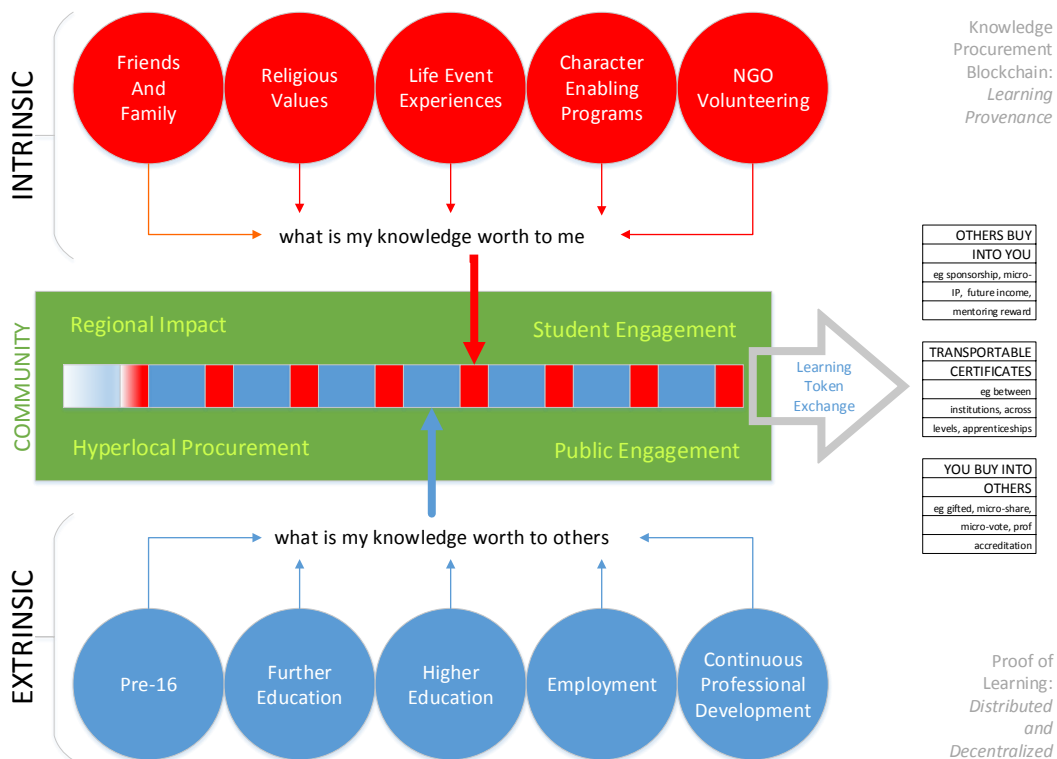 INTRINSIC
Friends
And
Family
Religious
Values
Life Event
Experiences
Character
Enabling
Programs
NGO
Volunteering
Knowledge
Procurement
Blockchain:
Learning
Provenance
what is my knowledge worth to me
COMMUNITY
Regional Impact
Student Engagement
Hyperlocal Procurement
Public Engagement
Learning
Token
Exchange
OTHERS BUY
INTO YOU
eg sponsorship, micro-
IP, future income,
mentoring reward
TRANSPORTABLE
CERTIFICATES
eg between
institutions, across
levels, apprenticeships
YOU BUY INTO
OTHERS
eg gifted, micro-share,
micro-vote, prof
accreditation
EXTRINSIC
what is my knowledge worth to others
Pre-16
Further
Education
Higher
Education
Employment
Continuous
Professional
Development
Proof of
Learning:
Distributed
and
Decentralized